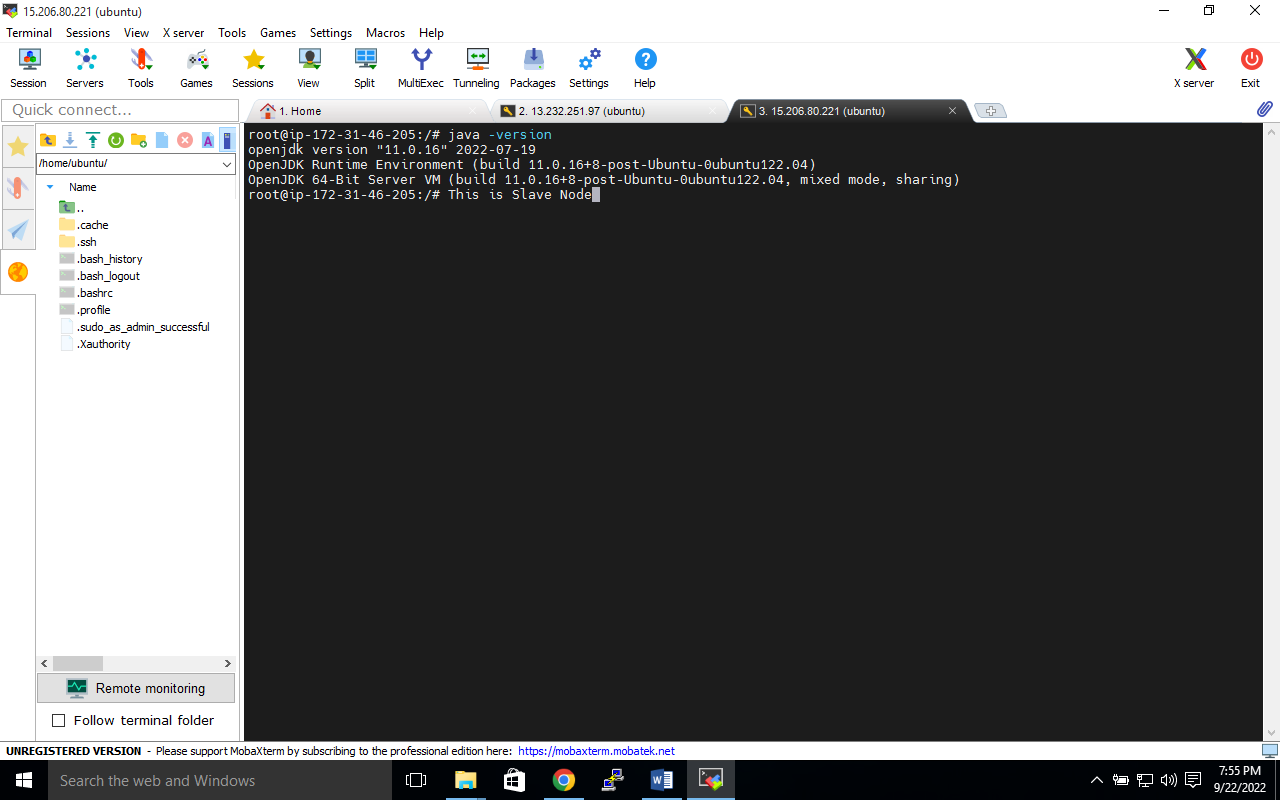 15.206.80.221 (ubuntu)
Terminal Sessions View X server Tools Games Settings Macros Help
Session Servers Tools Games Sessions View Split MultiExec Tunneling Packages Settings Help X server Exit
Quick connect...
1. Home
2. 13.232.251.97 (ubuntu)
3. 15.206.80.221 (ubuntu)
/home/ubuntu/
Name
..
.cache
.ssh
.bash_history
.bash_logout
.bashrc
.profile
.sudo_as_admin_successful
.Xauthority
Remote monitoring
Follow terminal folder
root@ip-172-31-46-205:/# java -version
openjdk version "11.0.16" 2022-07-19
OpenJDK Runtime Environment (build 11.0.16+8-post-Ubuntu-0ubuntu122.04)
OpenJDK 64-Bit Server VM (build 11.0.16+8-post-Ubuntu-0ubuntu122.04, mixed mode, sharing)
root@ip-172-31-46-205:/# This is Slave Node
UNREGISTERED VERSION - Please support MobaXterm by subscribing to the professional edition here: https://mobaxterm.mobatek.net
Search the web and Windows
7:55 PM
9/22/2022